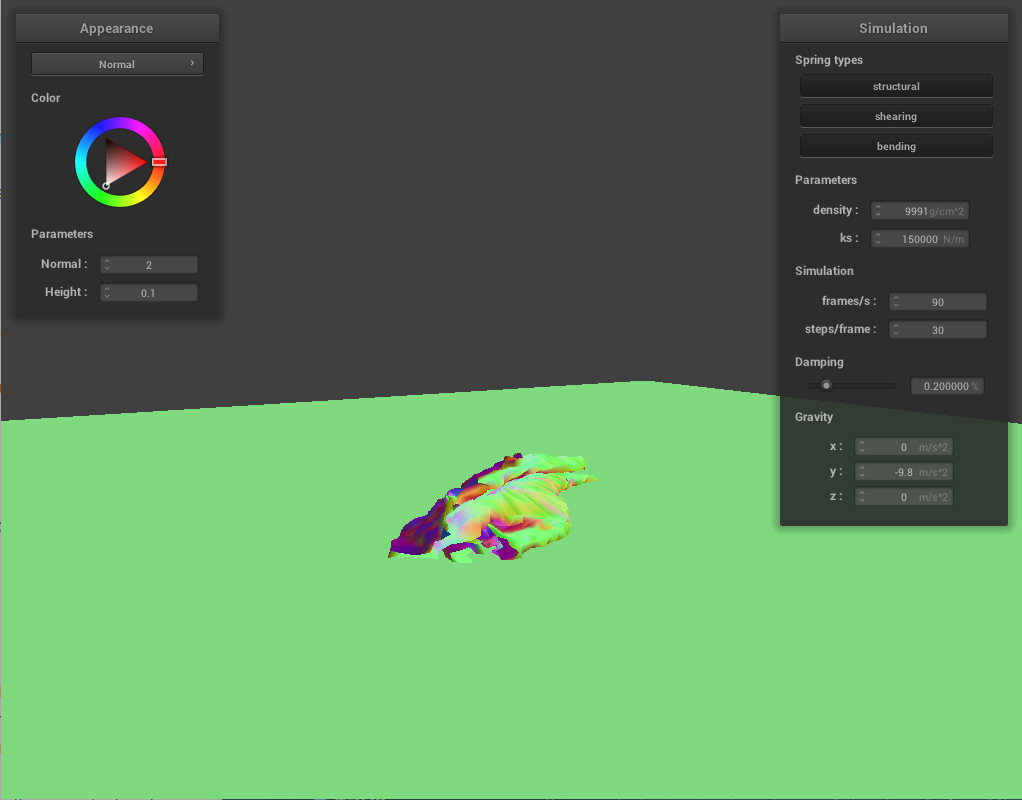 Appearance
Normal
Color
Parameters
Normal :
2
Height :
0.1
Simulation
Spring types
structural
shearing
bending
Parameters
density :
9991g/cm^2
ks :
150000 N/m
Simulation
frames/s :
90
steps/frame :
30
Damping
0.200000 %
Gravity
x :
0 m/s^2
y :
-9.8 m/s^2
z :
0 m/s^2